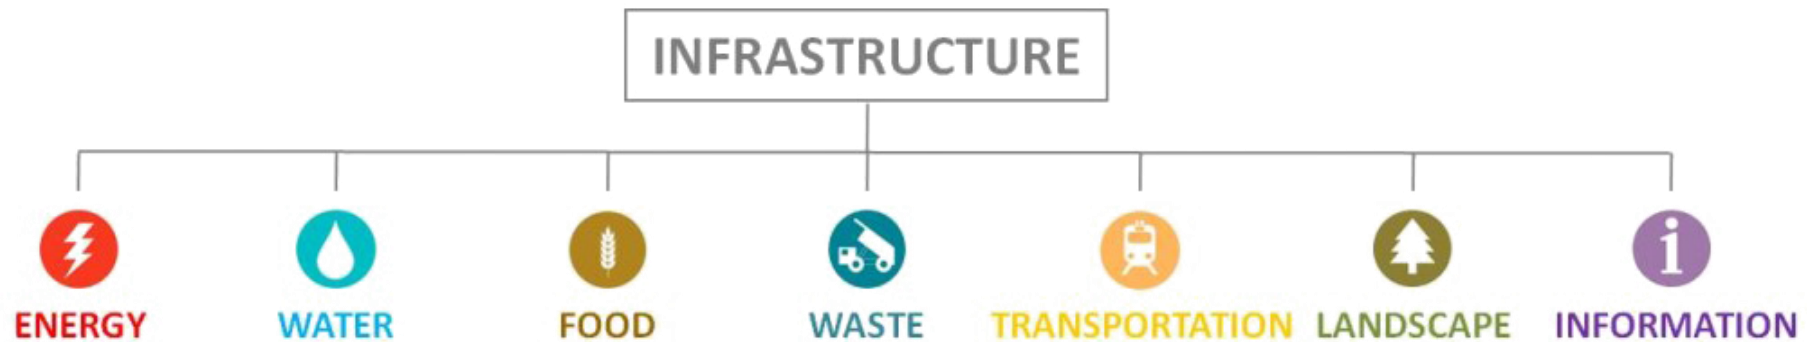 INFRASTRUCTURE
ENERGY WATER FOOD WASTE TRANSPORTATION LANDSCAPE INFORMATION